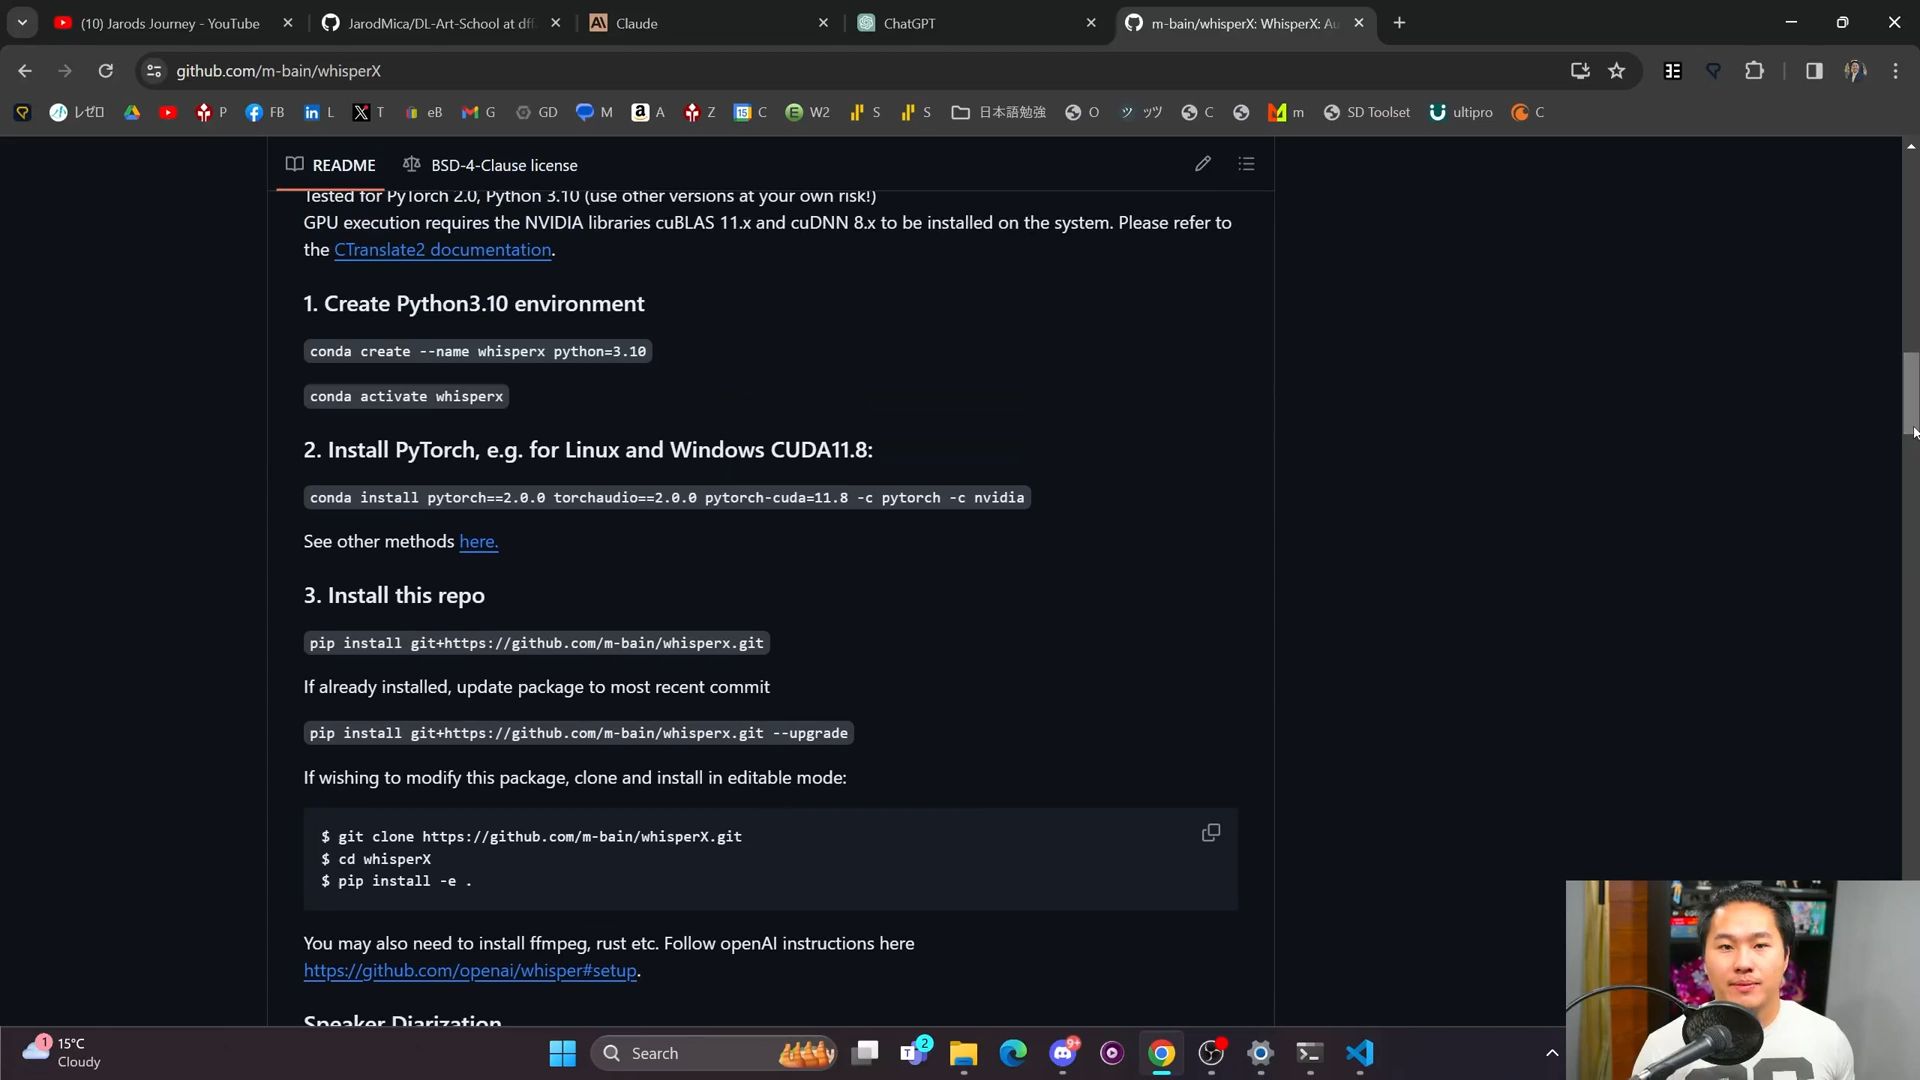 (10) Jarods Journey - YouTube
JarodMica/DL-Art-School at dff
Claude
ChatGPT
m-bain/whisperX: WhisperX: Au
github.com/m-bain/whisperX
レゼロ
P
FB
L
T
eB
G
GD
M
A
Z
15
C
W2
S
S
日本語勉強
O
ッツ
C
m
SD Toolset
ultipro
C
README
BSD-4-Clause license
Tested for PyTorch 2.0, Python 3.10 (use other versions at your own risk!)
GPU execution requires the NVIDIA libraries cuBLAS 11.x and cuDNN 8.x to be installed on the system. Please refer to
the CTranslate2 documentation.
1. Create Python3.10 environment
conda create --name whisperx python=3.10
conda activate whisperx
2. Install PyTorch, e.g. for Linux and Windows CUDA11.8:
conda install pytorch==2.0.0 torchaudio==2.0.0 pytorch-cuda=11.8 -c pytorch -c nvidia
See other methods here.
3. Install this repo
pip install git+https://github.com/m-bain/whisperx.git
If already installed, update package to most recent commit
pip install git+https://github.com/m-bain/whisperx.git --upgrade
If wishing to modify this package, clone and install in editable mode:
$ git clone https://github.com/m-bain/whisperX.git
$ cd whisperX
$ pip install -e .
You may also need to install ffmpeg, rust etc. Follow openAI instructions here
https://github.com/openai/whisper#setup.
Speaker Diarization
1
15°C
Cloudy
Search
2
9+